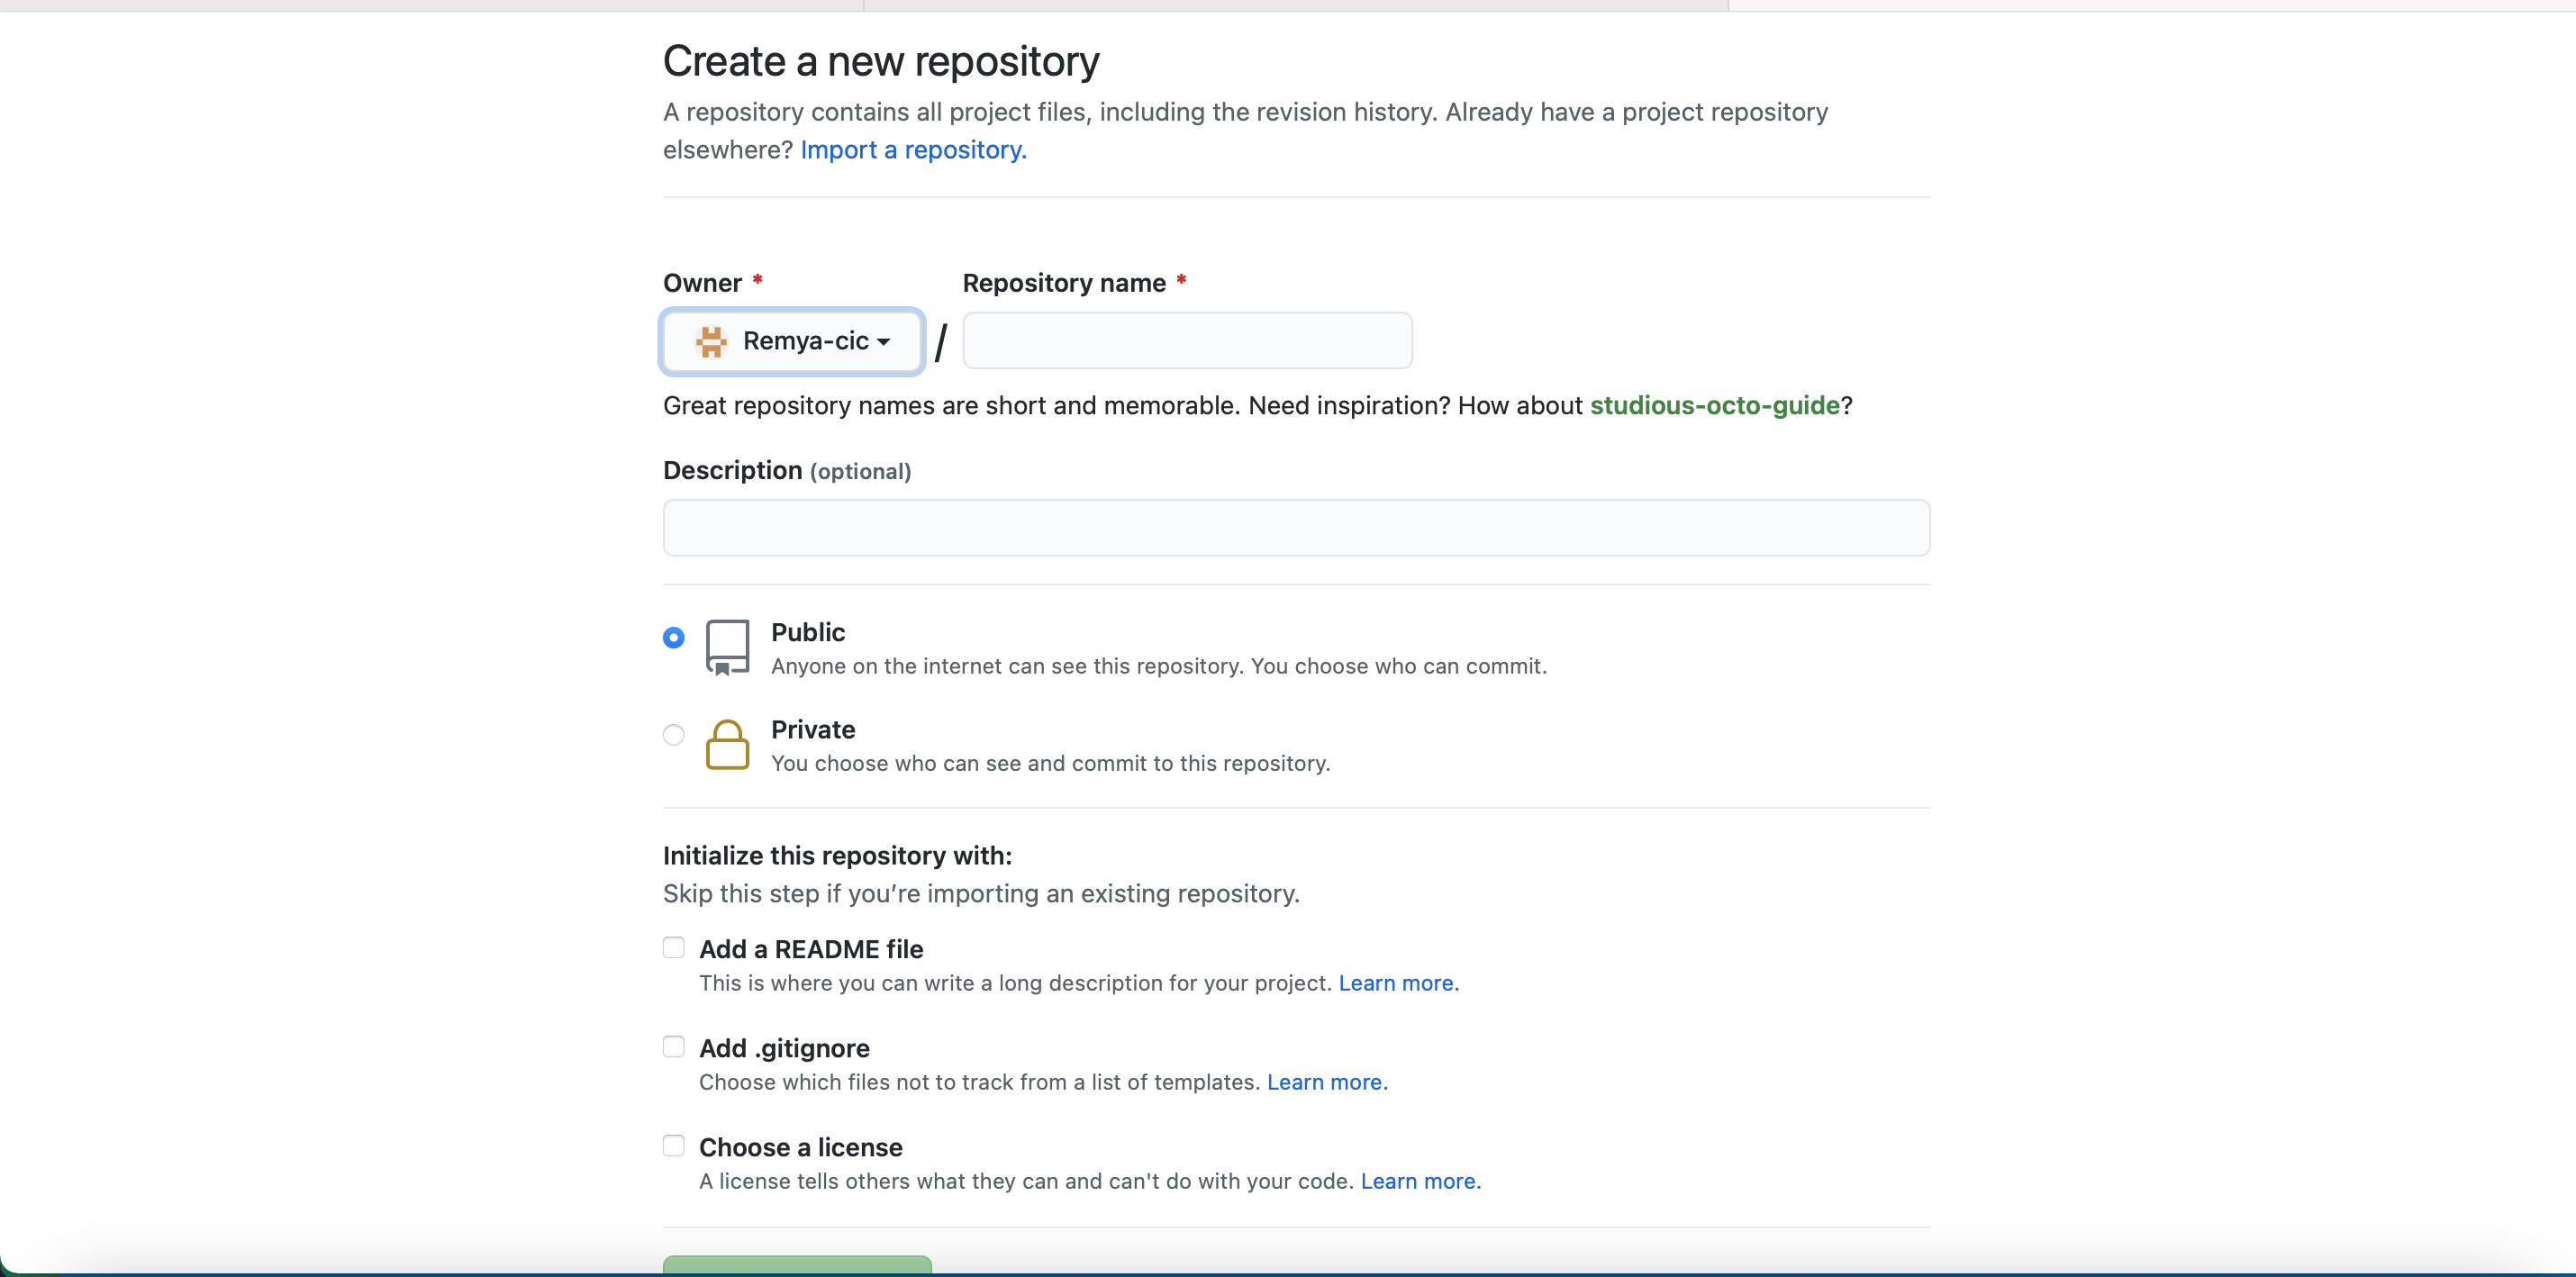 Create a new repository
A repository contains all project files, including the revision history. Already have a project repository
elsewhere? Import a repository.
Owner * Repository name *
Remya-cic /
Great repository names are short and memorable. Need inspiration? How about studious-octo-guide?
Description (optional)
Public
Anyone on the internet can see this repository. You choose who can commit.
Private
You choose who can see and commit to this repository.
Initialize this repository with:
Skip this step if you’re importing an existing repository.
Add a README file
This is where you can write a long description for your project. Learn more.
Add .gitignore
Choose which files not to track from a list of templates. Learn more.
Choose a license
A license tells others what they can and can't do with your code. Learn more.